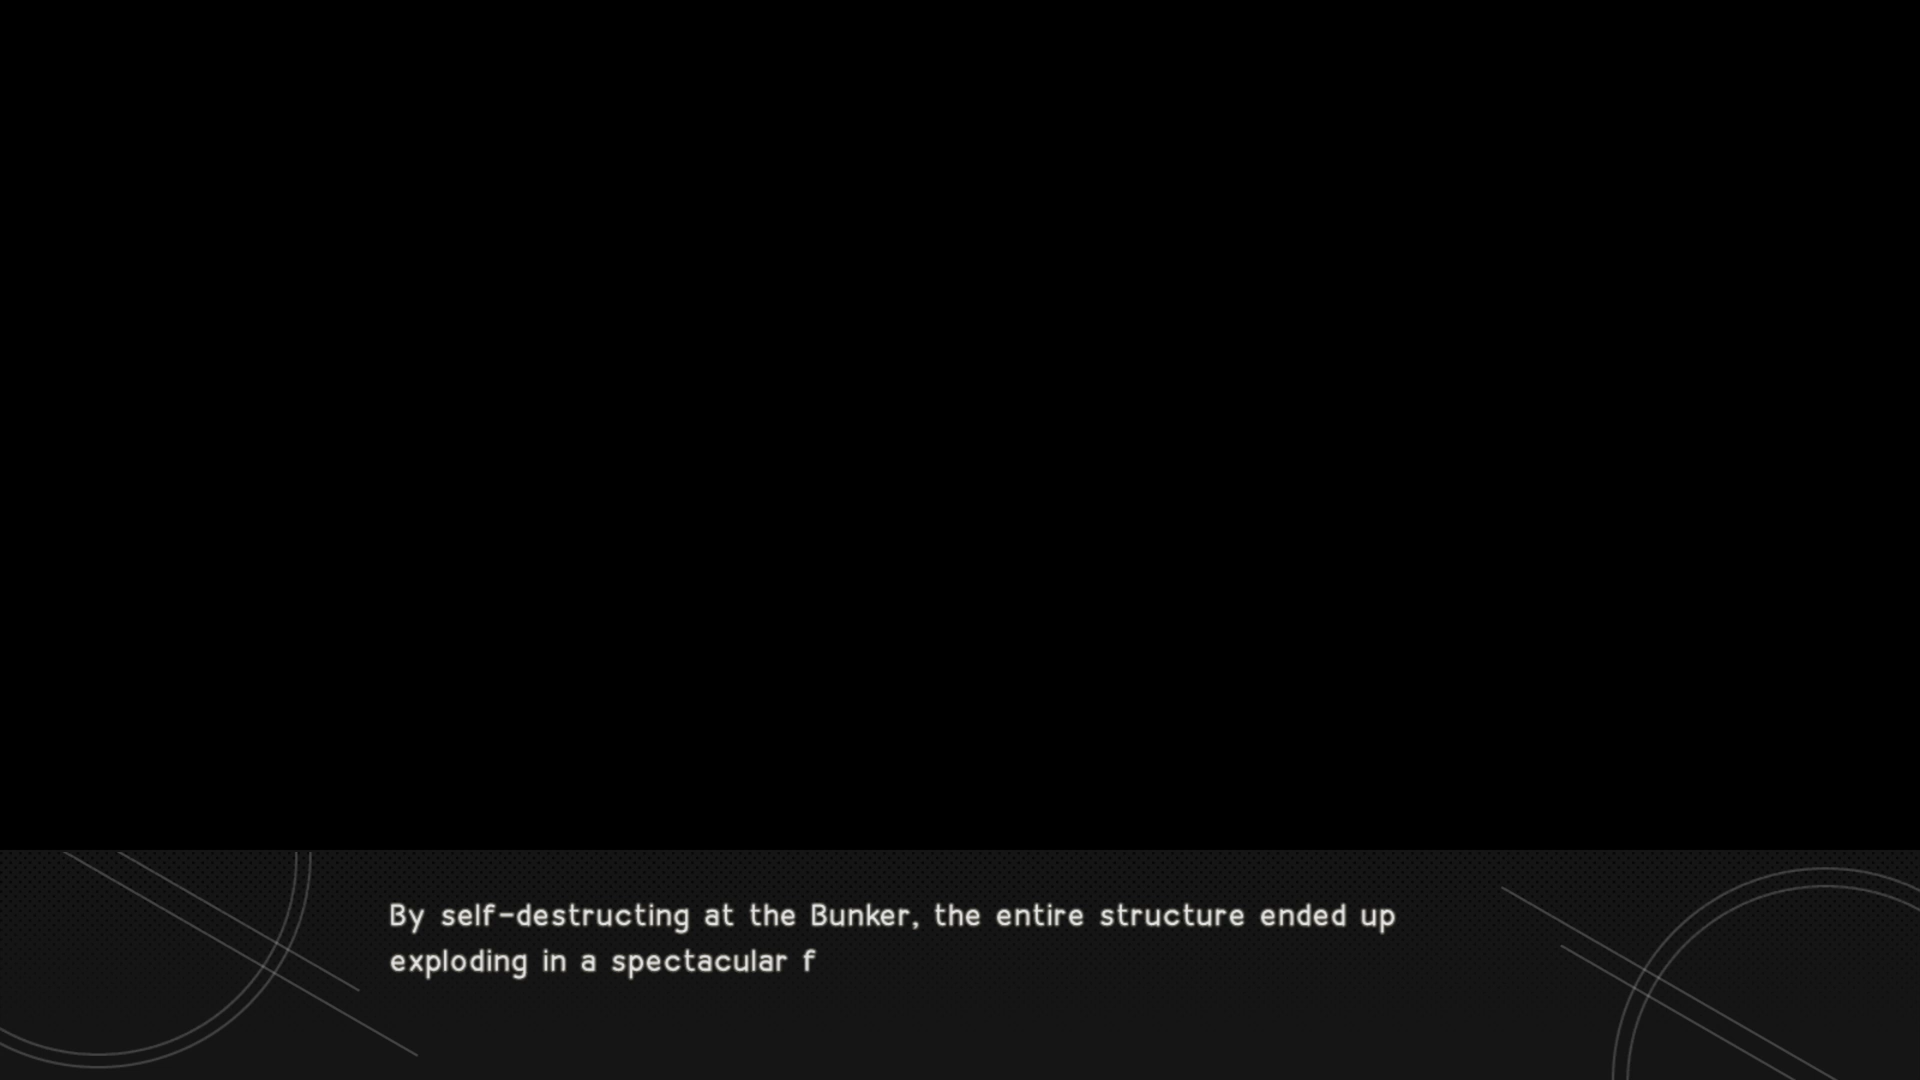 By self-destructing at the Bunker, the entire structure ended up
exploding in a spectacular f